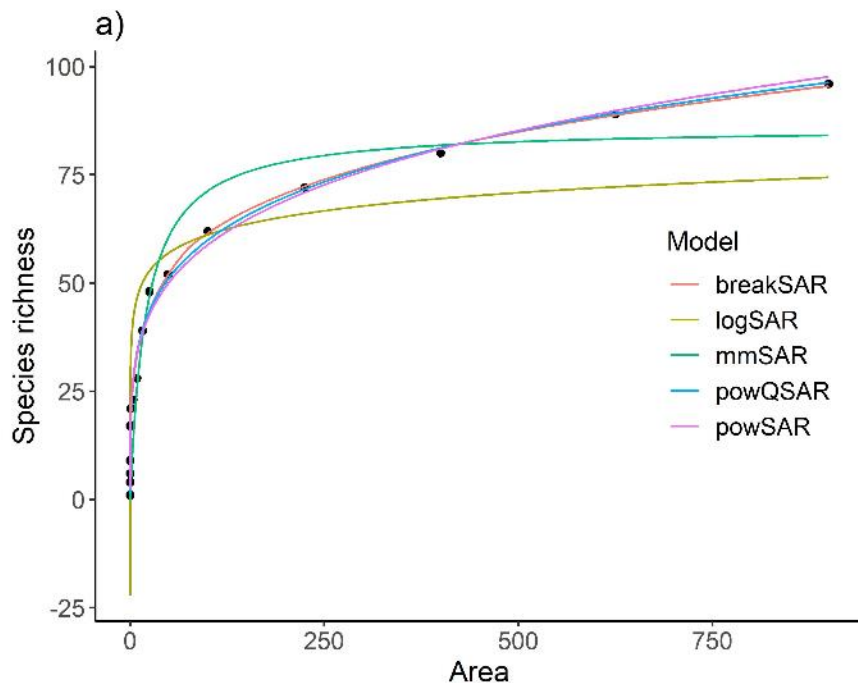 a)
100
75
50
25
0
-25
Species richness
0 250 500 750
Area
Model
breakSAR
logSAR
mmSAR
powQSAR
powSAR